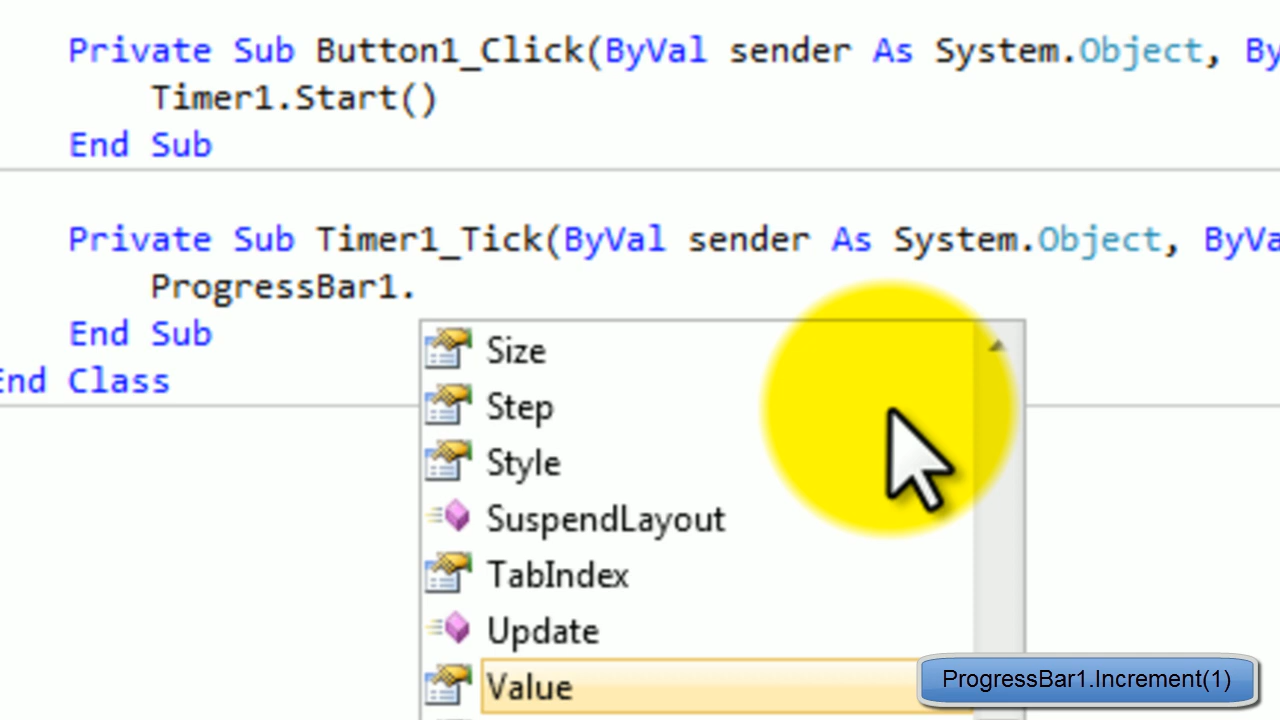 Private Sub Button1_Click(ByVal sender As System.Object, By
Timer1.Start()
End Sub
Private Sub Timer1_Tick(ByVal sender As System.Object, ByVa
ProgressBar1.
End Sub
End Class
Size
Step
Style
SuspendLayout
TabIndex
Update
Value
ProgressBar1.Increment(1)